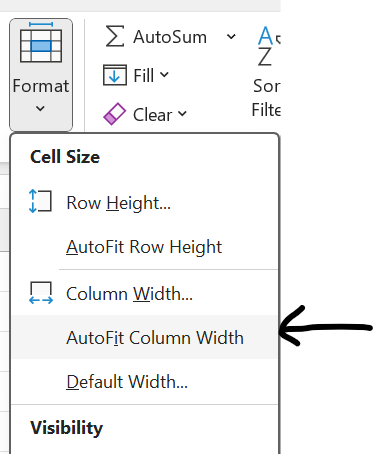 Format
AutoSum
Fill
Clear
A
Z
Sor
Filte
Cell Size
Row Height...
AutoFit Row Height
Column Width...
AutoFit Column Width
Default Width...
Visibility